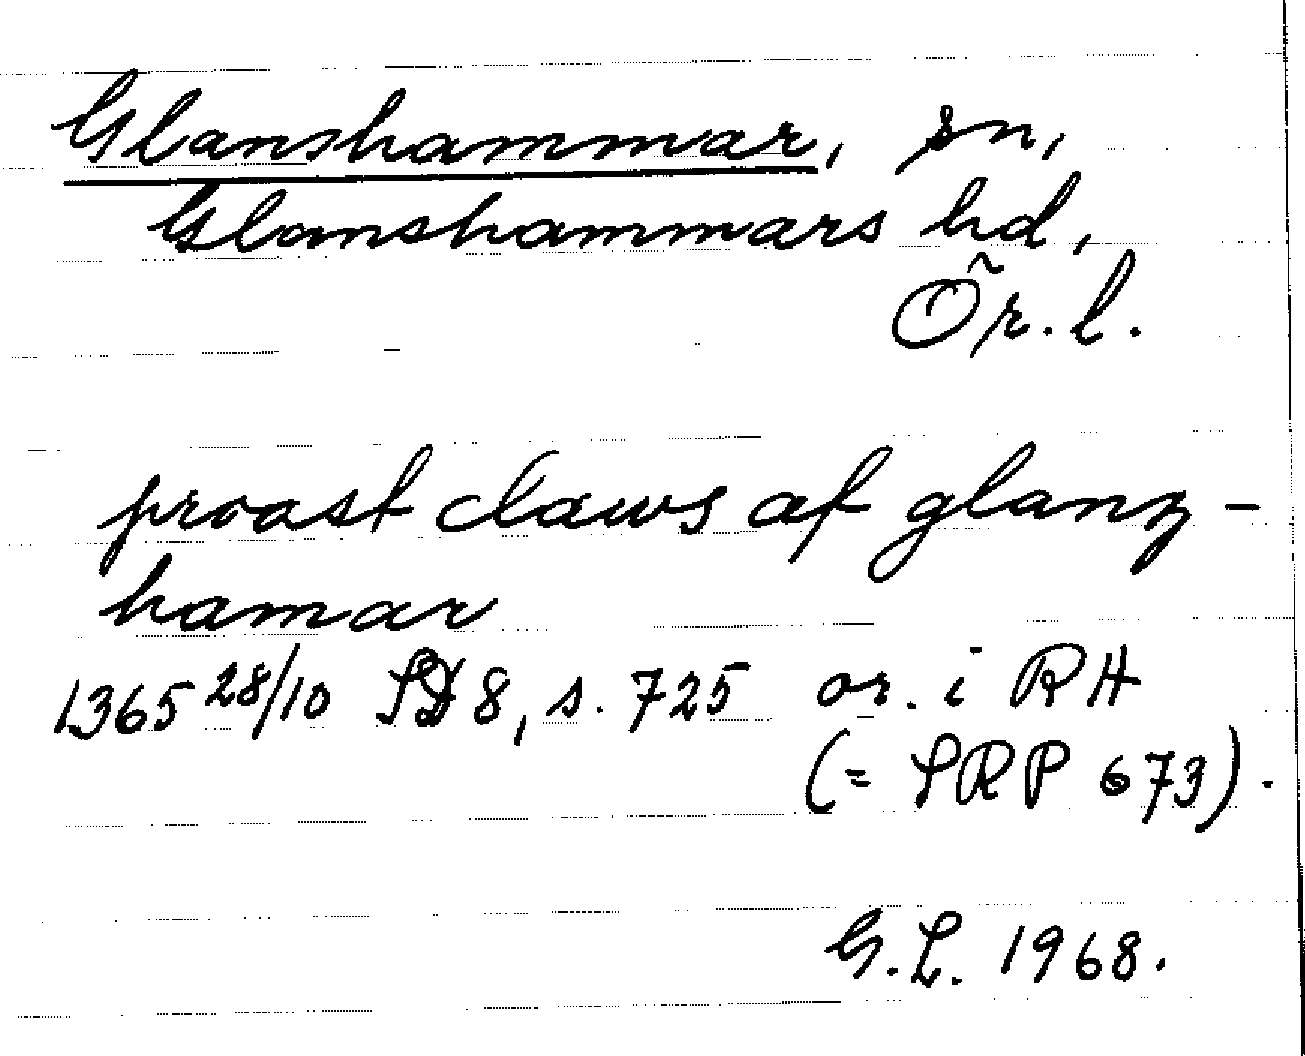 Glanshammar, sn,
Glanshammars hd,
Ör. l.
proast claws af glanz-
hamar
1365 28/10 SD 8, s. 725 or. i RA
(= SRP 673).
G. L. 1968.